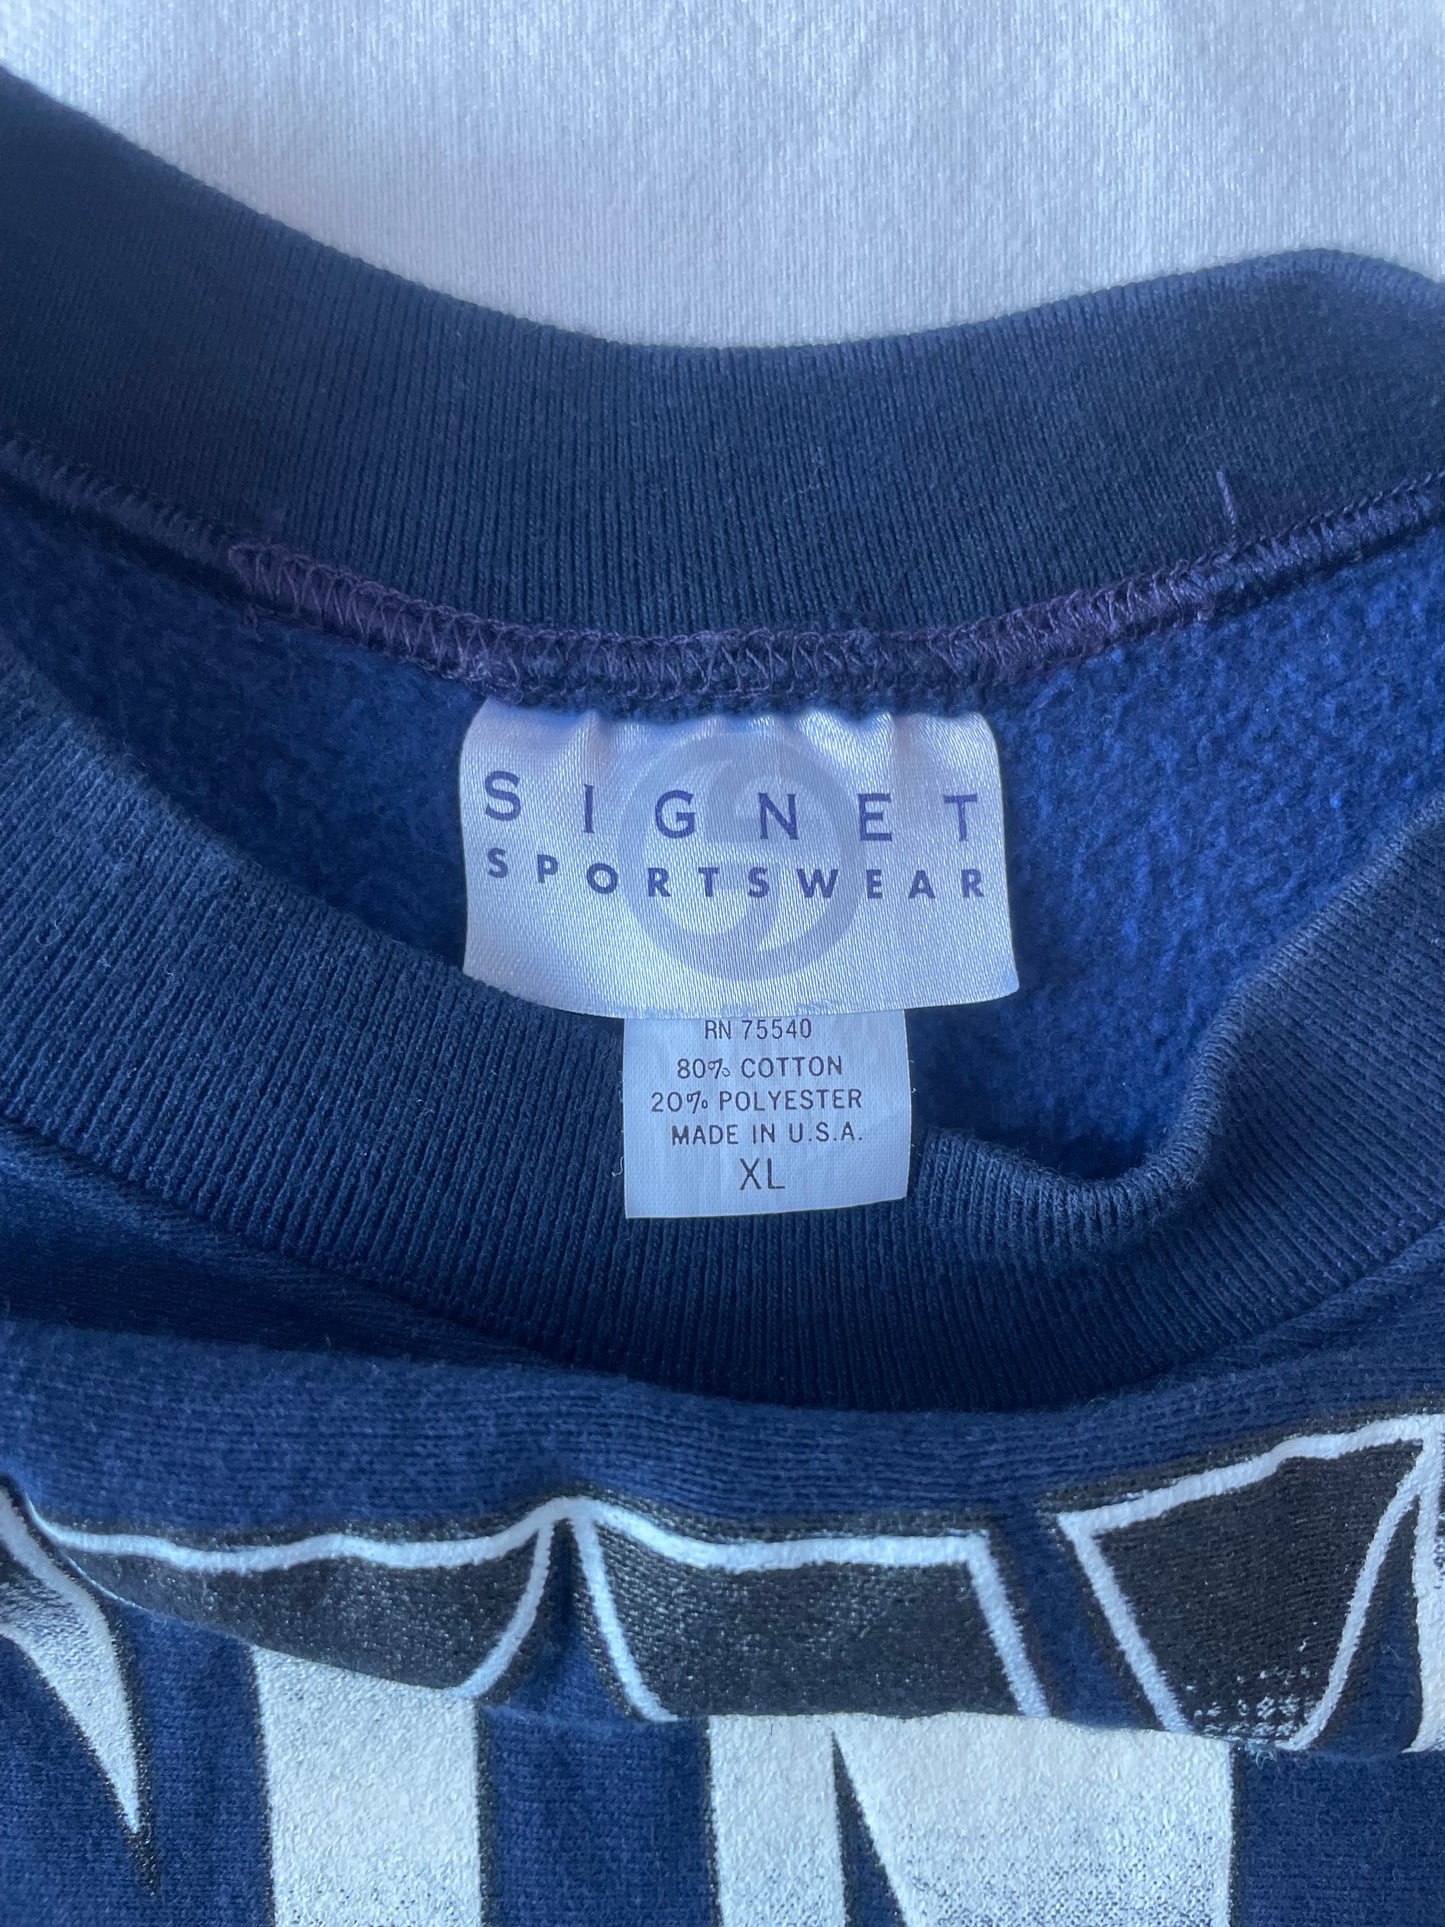 SIGNET
SPORTSWEAR
RN 75540
80% COTTON
20% POLYESTER
MADE IN U.S.A.
XL